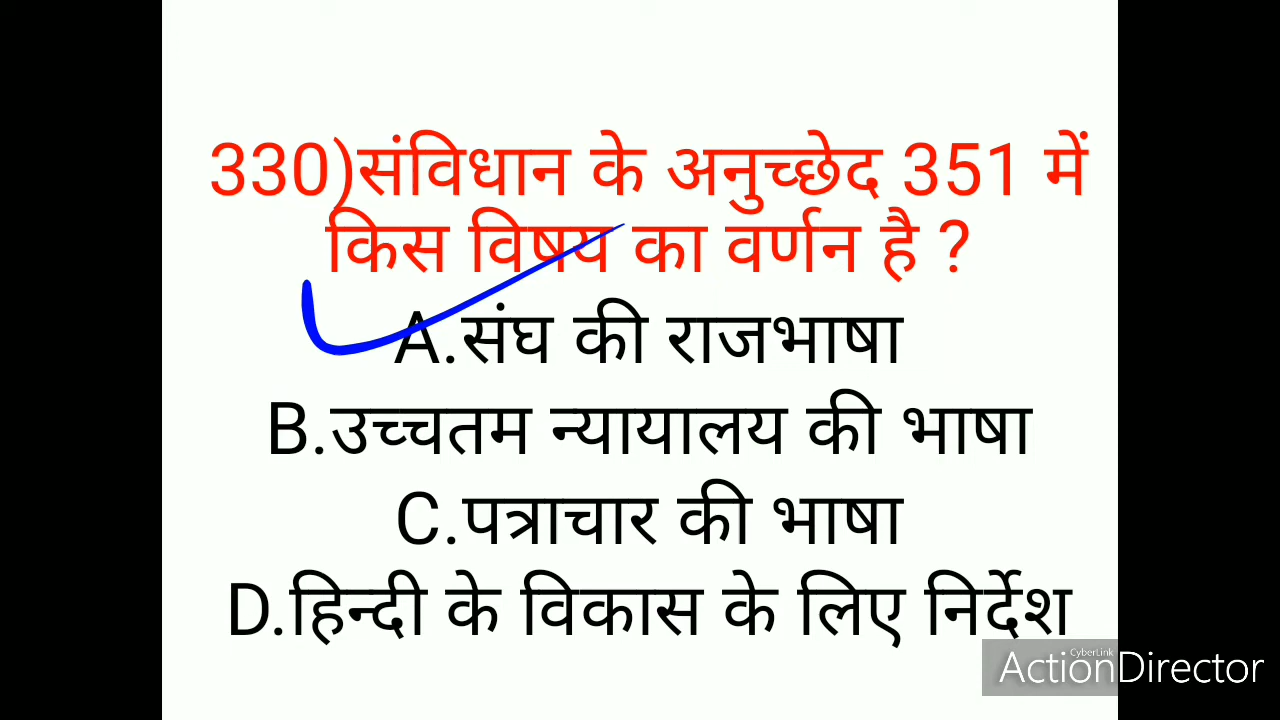 330)संविधान के अनुच्छेद 351 में
किस विषय का वर्णन है ?
A.संघ की राजभाषा
B.उच्चतम न्यायालय की भाषा
C.पत्राचार की भाषा
D.हिन्दी के विकास के लिए निर्देश
CyberLink
ActionDirector